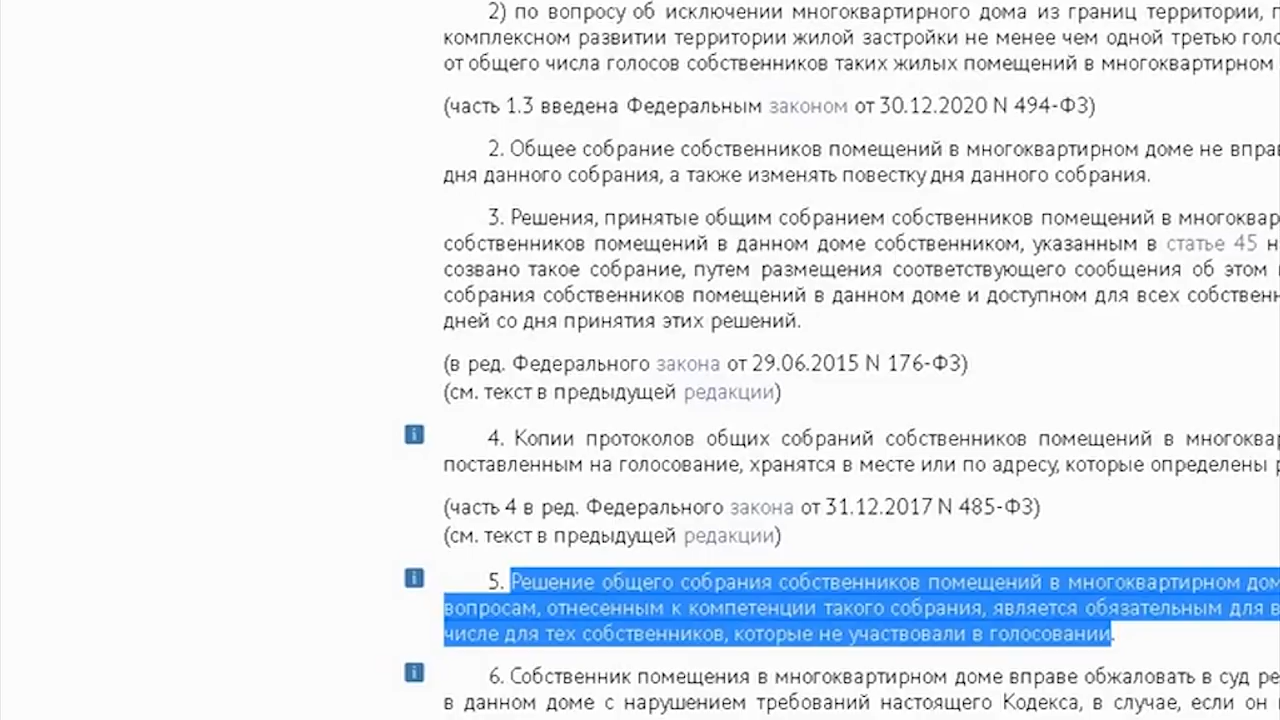 2) по вопросу об исключении многоквартирного дома из границ территории,
комплексном развитии территории жилой застройки не менее чем одной третью
от общего числа голосов собственников таких жилых помещений в многоквартирном
(часть 1.3 введена Федеральным законом от 30.12.2020 N 494-ФЗ)
2. Общее собрание собственников помещений в многоквартирном доме не
дня данного собрания, а также изменять повестку дня данного собрания.
3. Решения, принятые общим собранием собственников помещений в
собственников помещений в данном доме собственником, указанным в статье 45
созвано такое собрание, путем размещения соответствующего сообщения об этом
собрания собственников помещений в данном доме и доступном для всех
дней со дня принятия этих решений.
(в ред. Федерального закона от 29.06.2015 N 176-ФЗ)
(см. текст в предыдущей редакции)
4. Копии протоколов общих собраний собственников помещений в
поставленным на голосование, хранятся в месте или по адресу, которые определены
(часть 4 в ред. Федерального закона от 31.12.2017 N 485-ФЗ)
(см. текст в предыдущей редакции)
5. Решение общего собрания собственников помещений в многоквартирном
вопросам, отнесенным к компетенции такого собрания, является обязательным для
числе для тех собственников, которые не участвовали в голосовании.
6. Собственник помещения в многоквартирном доме вправе обжаловать в суд
в данном доме с нарушением требований настоящего Кодекса, в случае, если он